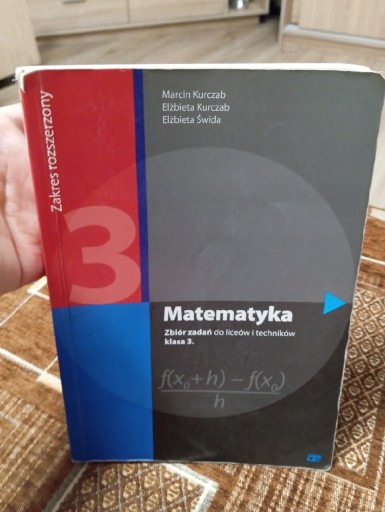 Marcin Kurczab
Elżbieta Kurczab
Elżbieta Świda
Zakres rozszerzony
3
Matematyka
Zbiór zadań do liceów i techników
klasa 3.
f(x₀+h) – f(x₀)
h